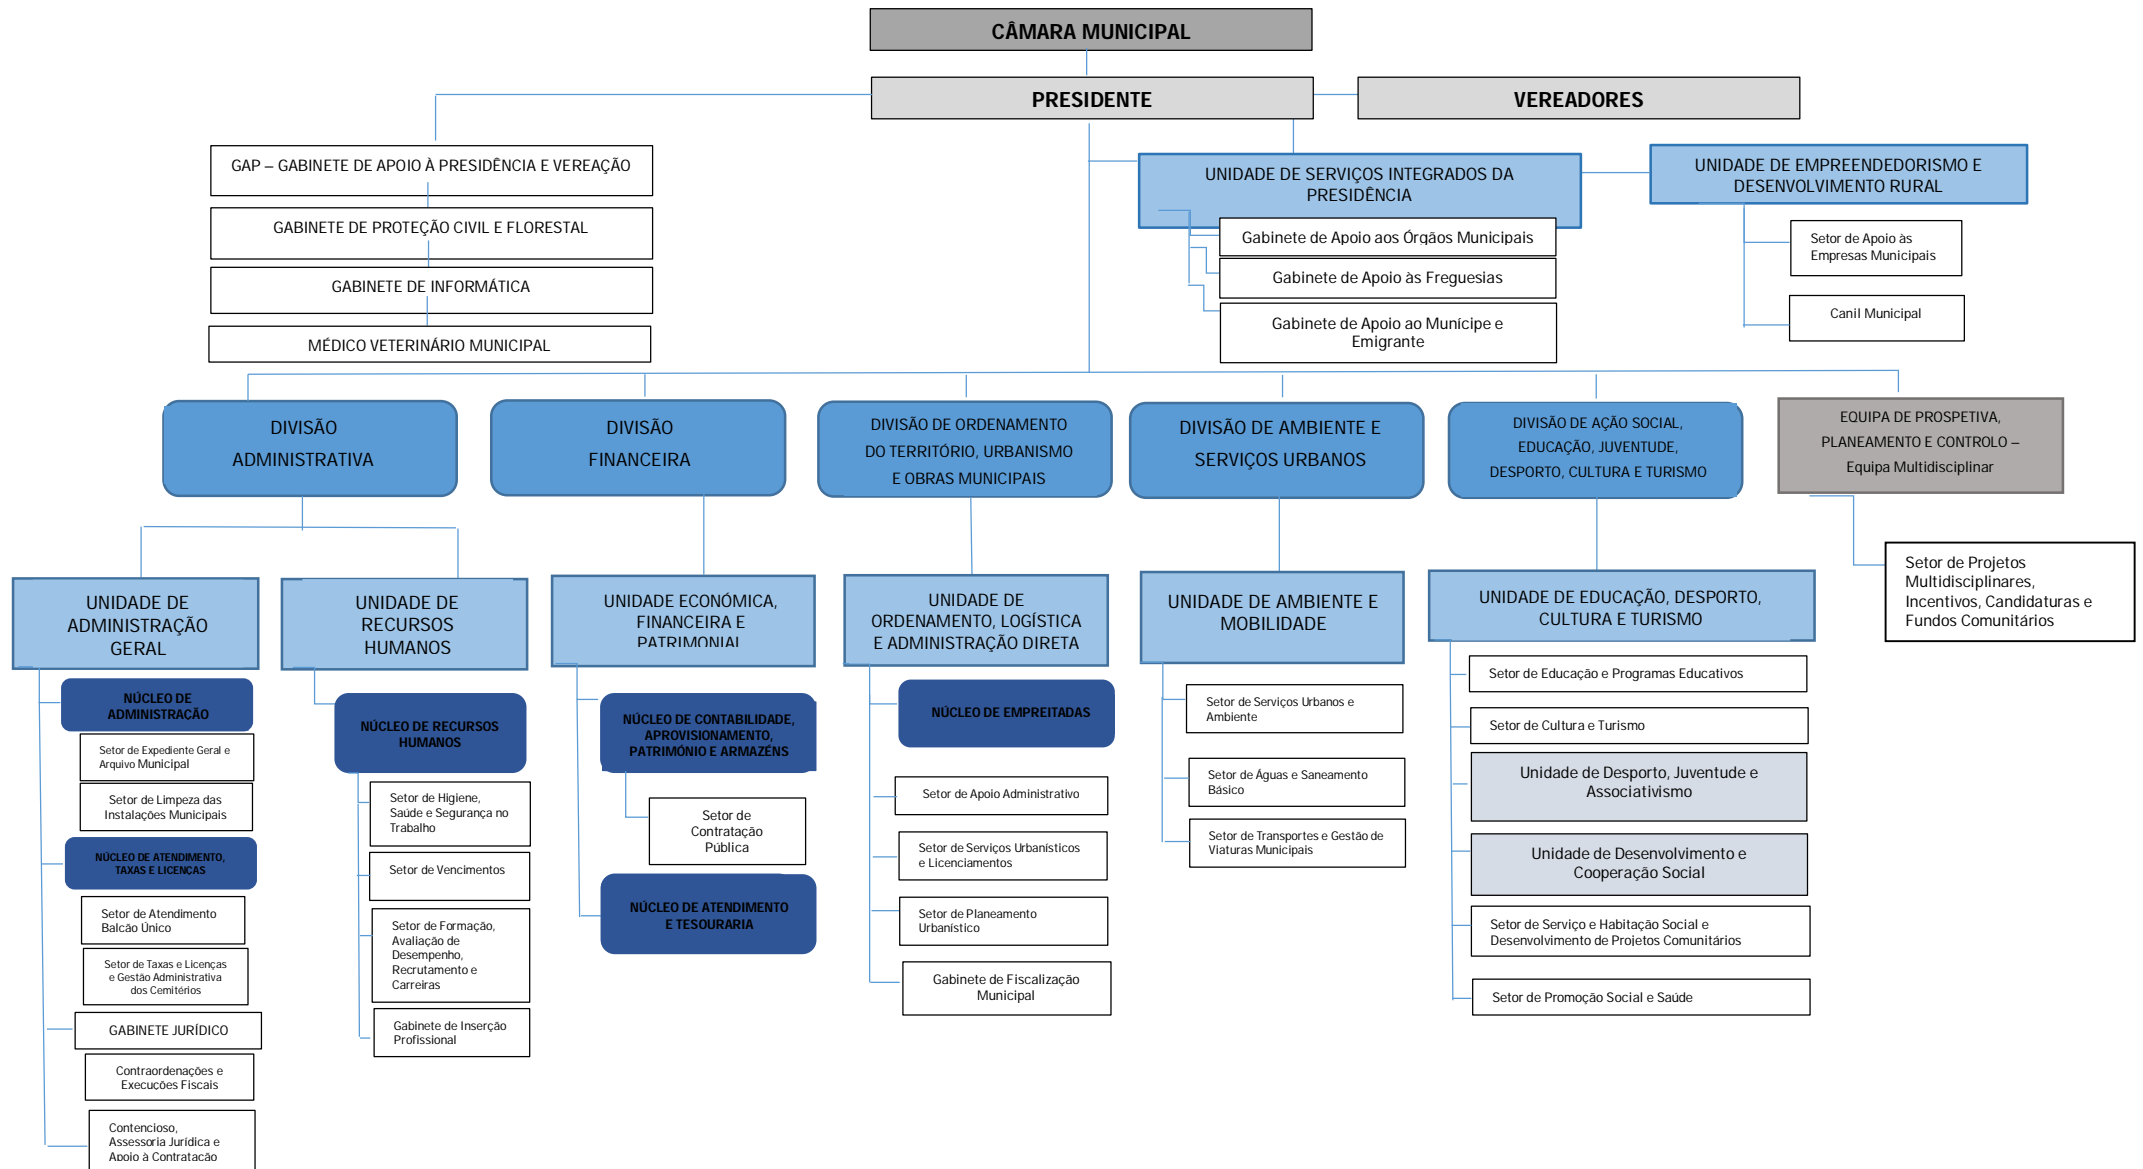 CÂMARA MUNICIPAL
PRESIDENTE
VEREADORES
GAP – GABINETE DE APOIO À PRESIDÊNCIA E VEREAÇÃO
GABINETE DE PROTEÇÃO CIVIL E FLORESTAL
GABINETE DE INFORMÁTICA
MÉDICO VETERINÁRIO MUNICIPAL
UNIDADE DE SERVIÇOS INTEGRADOS DA
PRESIDÊNCIA
Gabinete de Apoio aos Órgãos Municipais
Gabinete de Apoio às Freguesias
Gabinete de Apoio ao Munícipe e
Emigrante
UNIDADE DE EMPREENDEDORISMO E
DESENVOLVIMENTO RURAL
Setor de Apoio às
Empresas Municipais
Canil Municipal
DIVISÃO
ADMINISTRATIVA
DIVISÃO
FINANCEIRA
DIVISÃO DE ORDENAMENTO
DO TERRITÓRIO, URBANISMO
E OBRAS MUNICIPAIS
DIVISÃO DE AMBIENTE E
SERVIÇOS URBANOS
DIVISÃO DE AÇÃO SOCIAL,
EDUCAÇÃO, JUVENTUDE,
DESPORTO, CULTURA E TURISMO
EQUIPA DE PROSPETIVA,
PLANEAMENTO E CONTROLO –
Equipa Multidisciplinar
Setor de Projetos
Multidisciplinares,
Incentivos, Candidaturas e
Fundos Comunitários
UNIDADE DE
ADMINISTRAÇÃO
GERAL
NÚCLEO DE
ADMINISTRAÇÃO
Setor de Expediente Geral e
Arquivo Municipal
Setor de Limpeza das
Instalações Municipais
NÚCLEO DE ATENDIMENTO,
TAXAS E LICENÇAS
Setor de Atendimento
Balcão Único
Setor de Taxas e Licenças
e Gestão Administrativa
dos Cemitérios
GABINETE JURÍDICO
Contraordenações e
Execuções Fiscais
Contencioso,
Assessoria Jurídica e
Apoio à Contratação
UNIDADE DE
RECURSOS
HUMANOS
NÚCLEO DE RECURSOS
HUMANOS
Setor de Higiene,
Saúde e Segurança no
Trabalho
Setor de Vencimentos
Setor de Formação,
Avaliação de
Desempenho,
Recrutamento e
Carreiras
Gabinete de Inserção
Profissional
UNIDADE ECONÓMICA,
FINANCEIRA E
PATRIMONIAL
NÚCLEO DE CONTABILIDADE,
APROVISIONAMENTO,
PATRIMÓNIO E ARMAZÉNS
Setor de
Contratação
Pública
NÚCLEO DE ATENDIMENTO
E TESOURARIA
UNIDADE DE
ORDENAMENTO, LOGÍSTICA
E ADMINISTRAÇÃO DIRETA
NÚCLEO DE EMPREITADAS
Setor de Apoio Administrativo
Setor de Serviços Urbanísticos
e Licenciamentos
Setor de Planeamento
Urbanístico
Gabinete de Fiscalização
Municipal
UNIDADE DE AMBIENTE E
MOBILIDADE
Setor de Serviços Urbanos e
Ambiente
Setor de Águas e Saneamento
Básico
Setor de Transportes e Gestão de
Viaturas Municipais
UNIDADE DE EDUCAÇÃO, DESPORTO,
CULTURA E TURISMO
Setor de Educação e Programas Educativos
Setor de Cultura e Turismo
Unidade de Desporto, Juventude e
Associativismo
Unidade de Desenvolvimento e
Cooperação Social
Setor de Serviço e Habitação Social e
Desenvolvimento de Projetos Comunitários
Setor de Promoção Social e Saúde